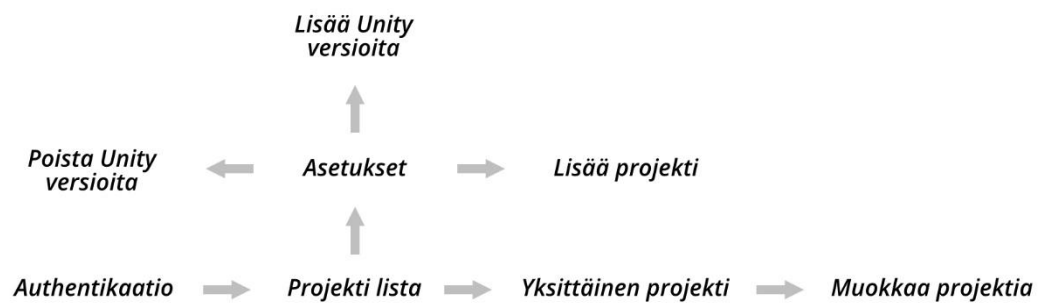 Lisää Unity
versioita
Poista Unity
versioita
Asetukset
Lisää projekti
Authentikaatio
Projekti lista
Yksittäinen projekti
Muokkaa projektia